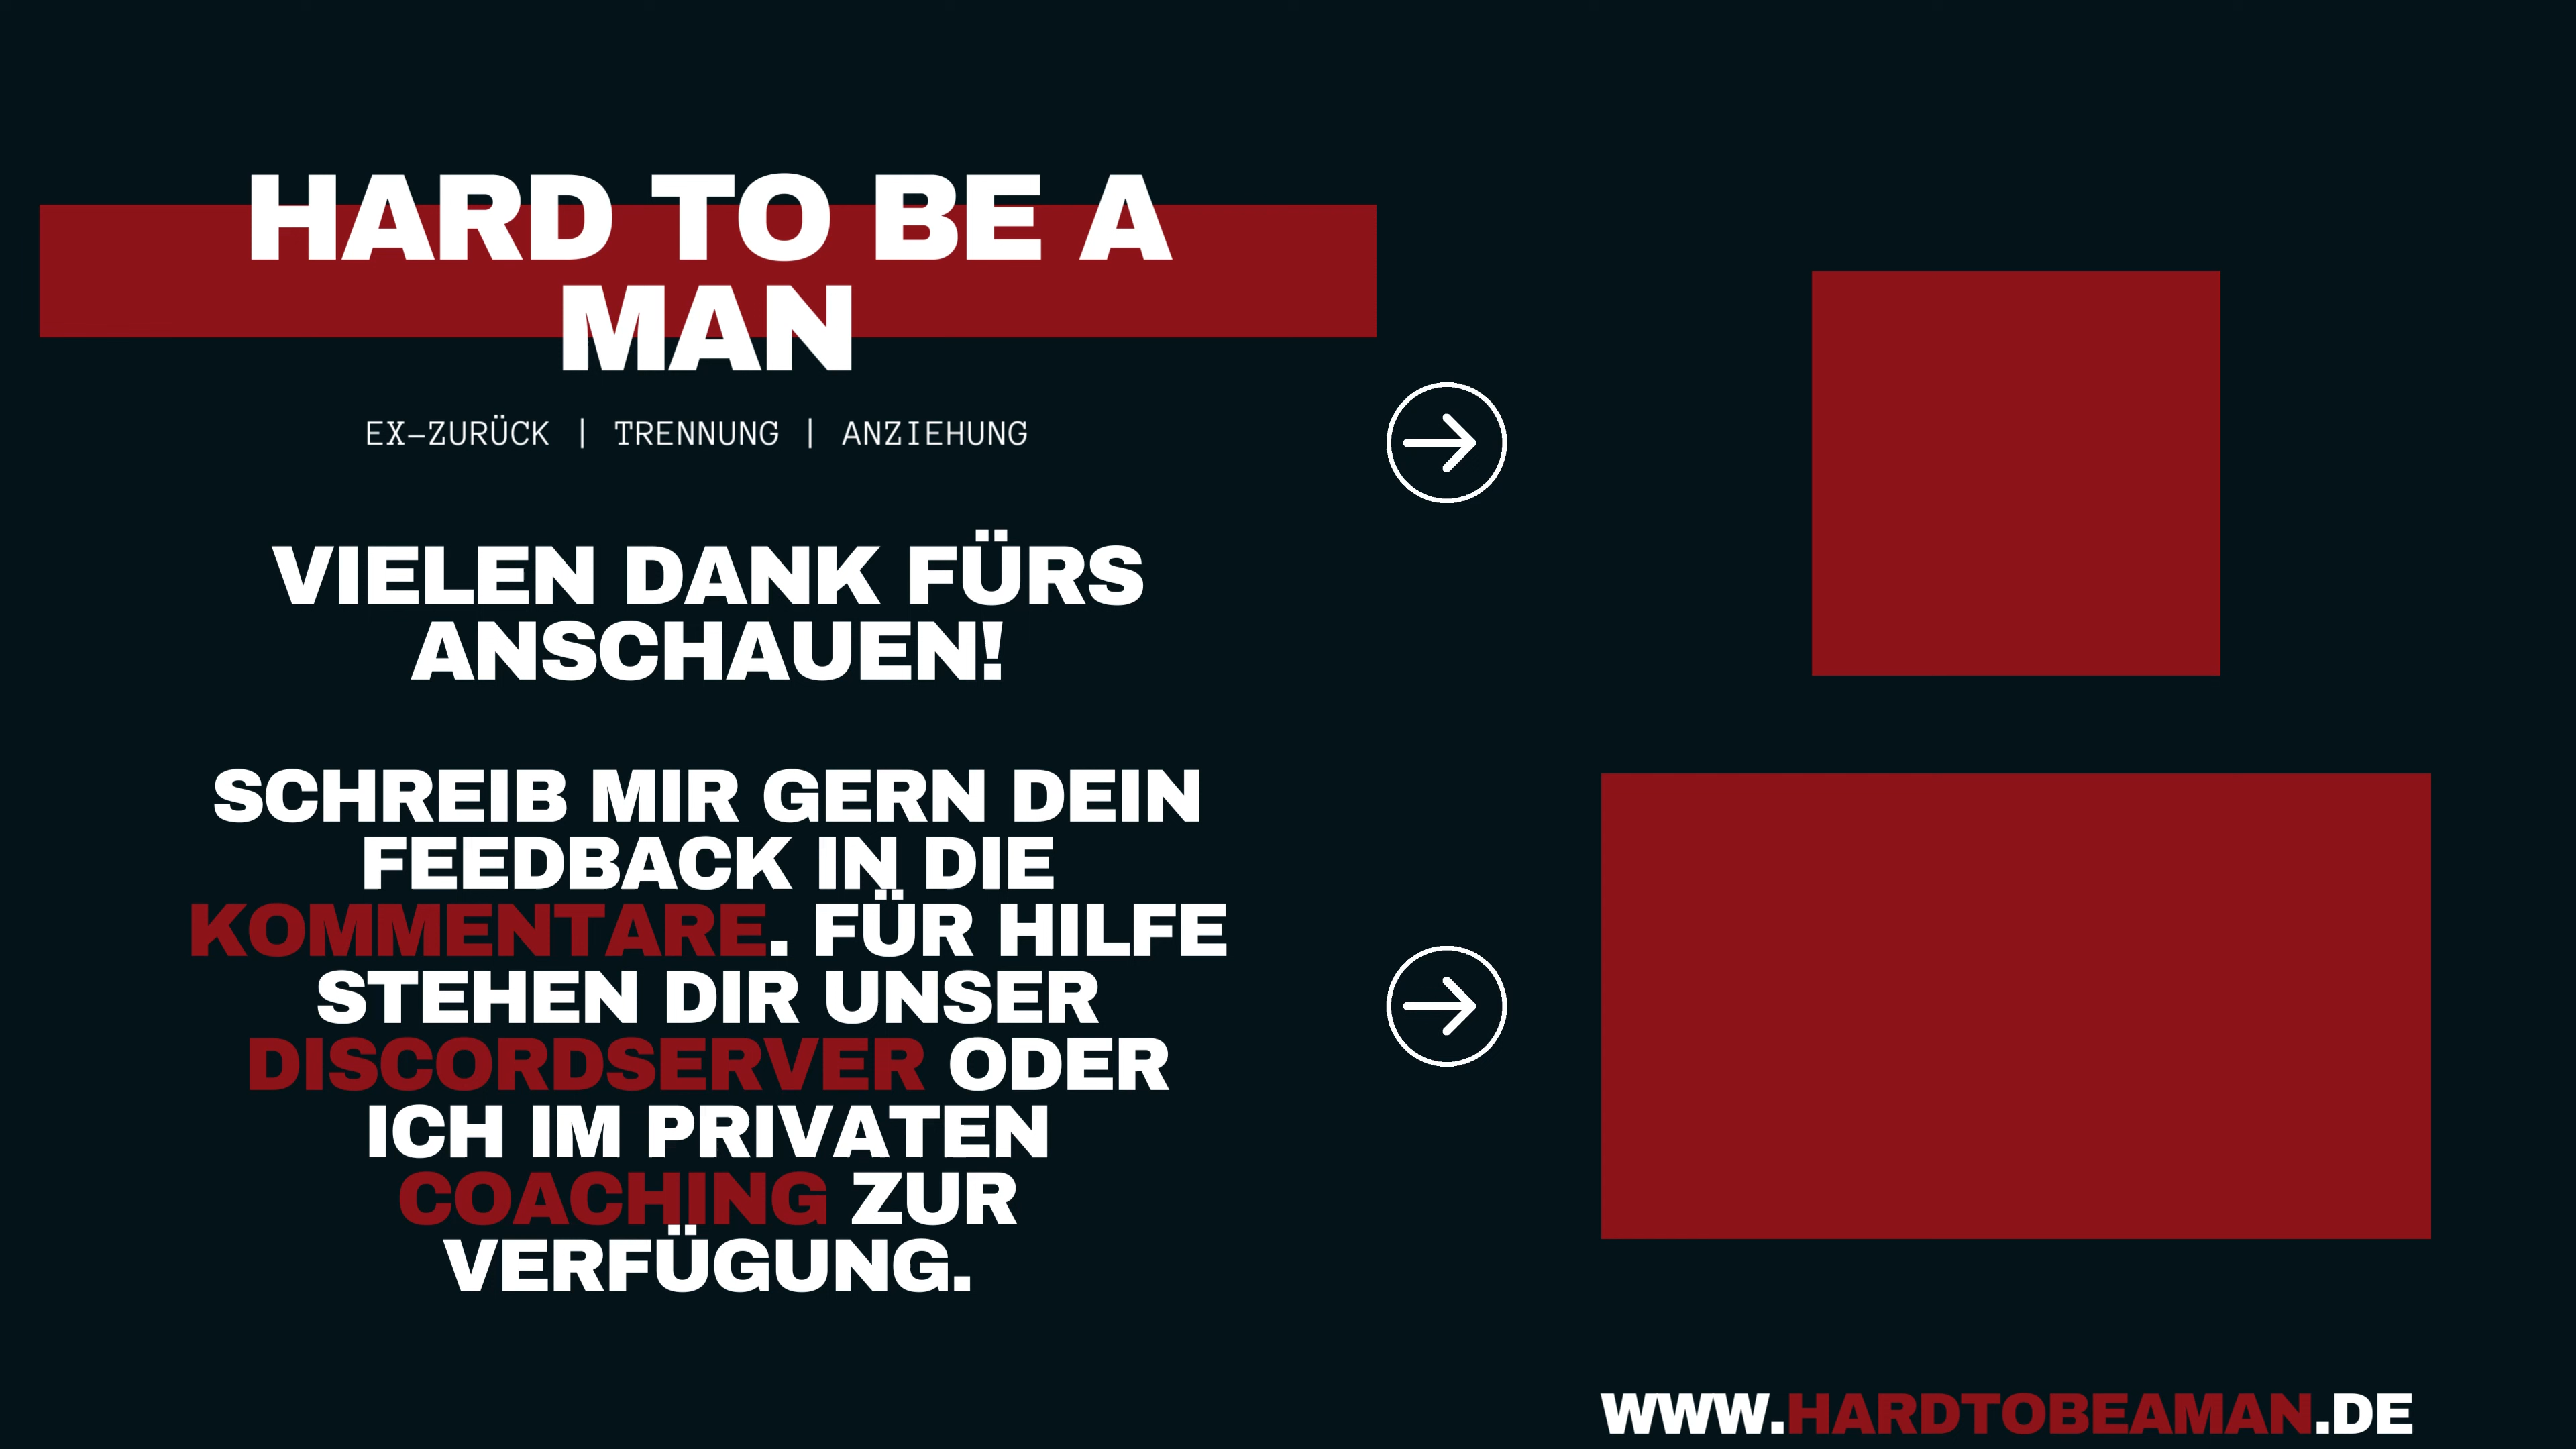 HARD TO BE A
MAN
EX-ZURÜCK | TRENNUNG | ANZIEHUNG
VIELEN DANK FÜRS
ANSCHAUEN!
SCHREIB MIR GERN DEIN
FEEDBACK IN DIE
KOMMENTARE. FÜR HILFE
STEHEN DIR UNSER
DISCORDSERVER ODER
ICH IM PRIVATEN
COACHING ZUR
VERFÜGUNG.
WWW.HARDTOBEAMAN.DE